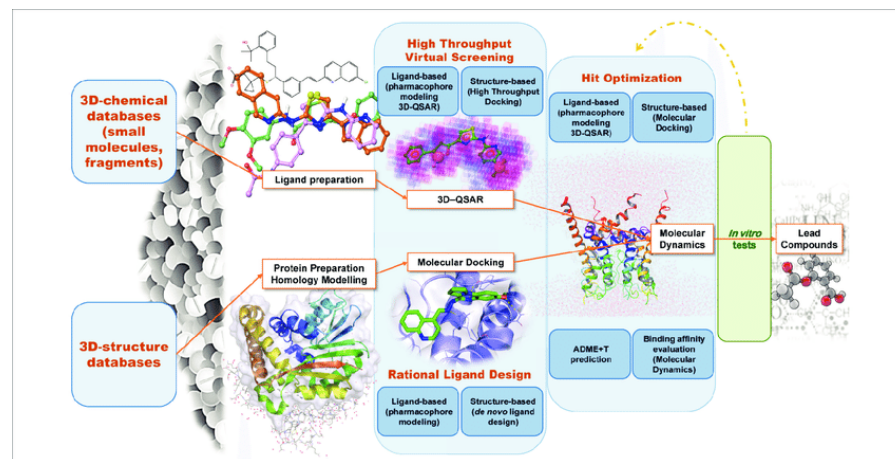 3D-chemical
databases
(small
molecules,
fragments)
3D-structure
databases
Ligand preparation
Protein Preparation
Homology Modelling
High Throughput
Virtual Screening
Ligand-based
(pharmacophore
modeling
3D-QSAR)
Structure-based
(High Throughput
Docking)
3D-QSAR
Molecular Docking
Rational Ligand Design
Ligand-based
(pharmacophore
modeling)
Structure-based
(de novo ligand
design)
Hit Optimization
Ligand-based
(pharmacophore
modeling
3D-QSAR)
Structure-based
(Molecular
Docking)
Molecular
Dynamics
ADME+T
prediction
Binding affinity
evaluation
(Molecular
Dynamics)
In vitro
tests
Lead
Compounds